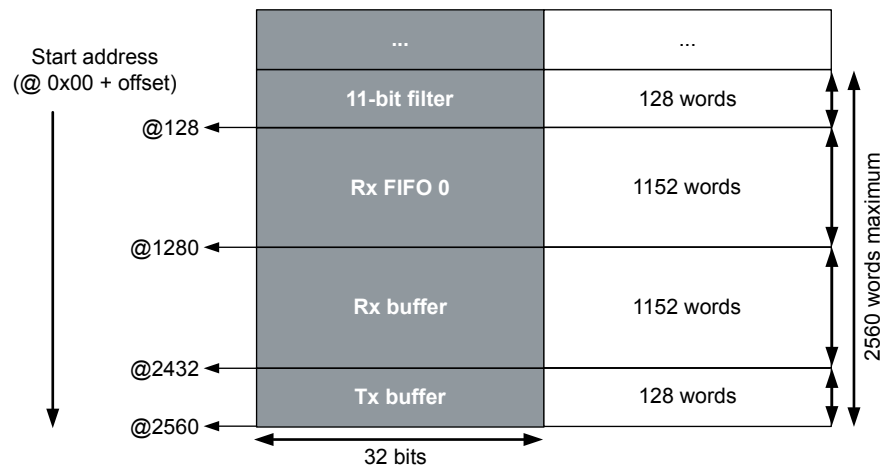 ... ...
Start address
(@ 0x00 + offset)
11-bit filter 128 words
@128
Rx FIFO 0 1152 words
@1280
Rx buffer 1152 words
@2432
Tx buffer 128 words
@2560
32 bits
2560 words maximum